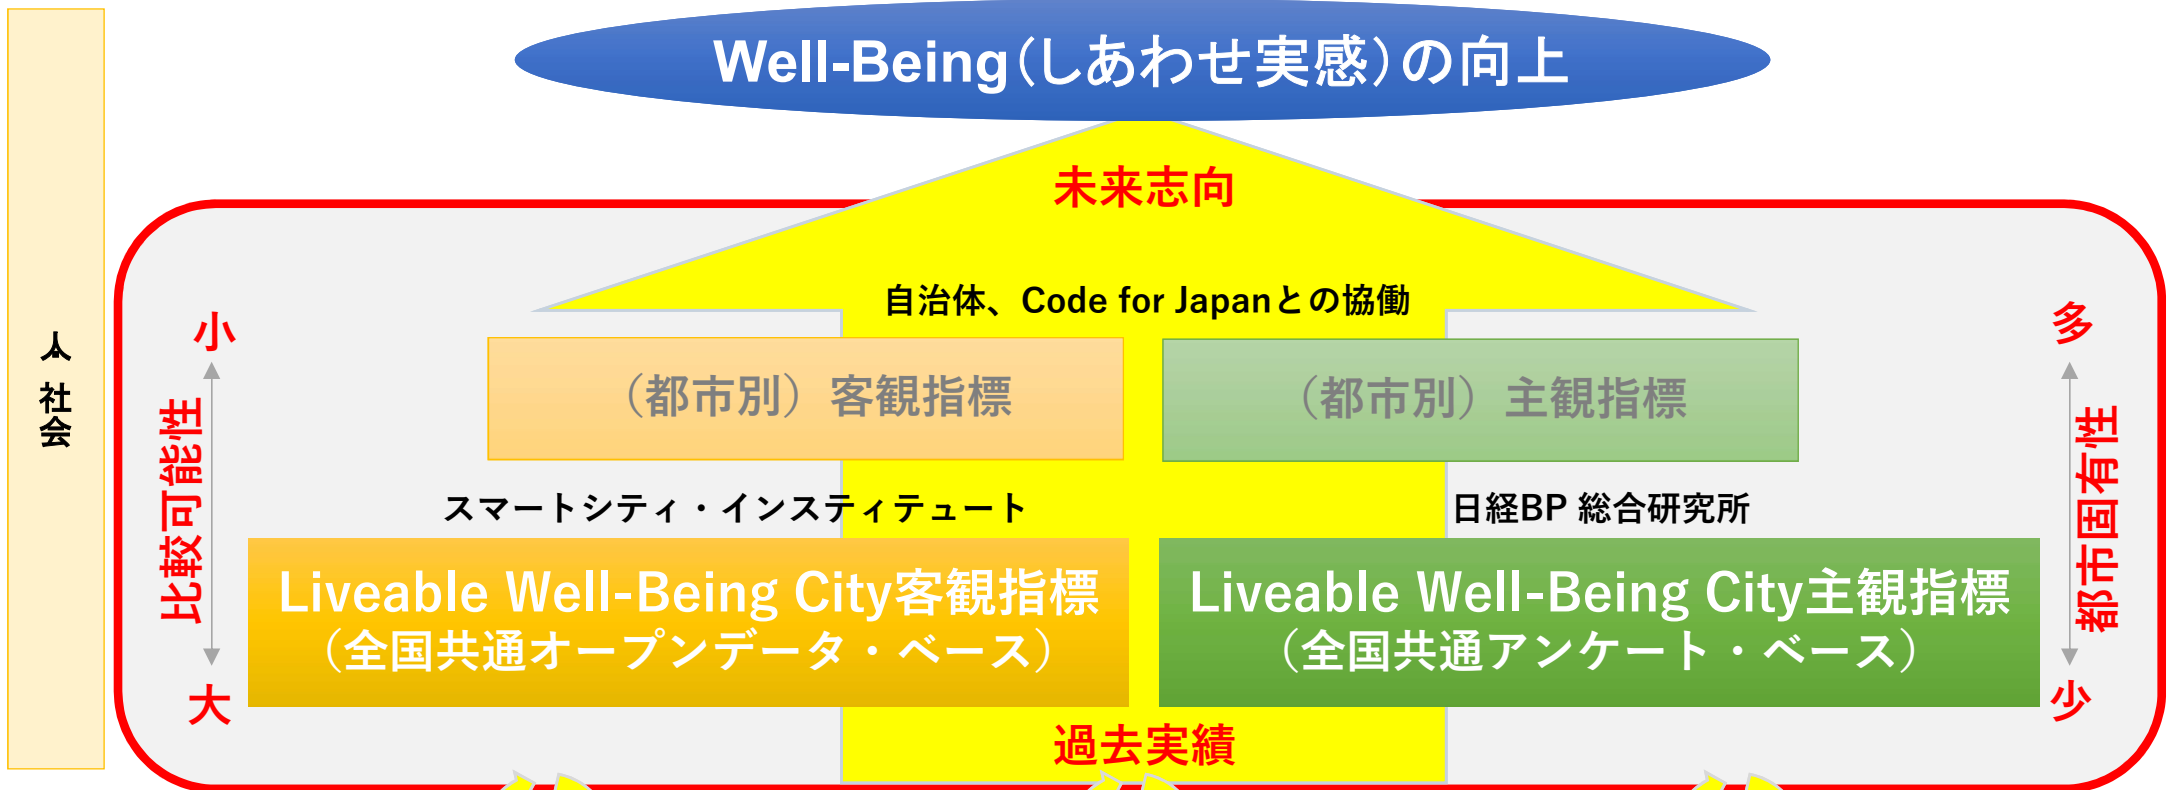 Well-Being(しあわせ実感)の向上
未来志向
自治体、Code for Japanとの協働
人・社会
小
比較可能性
大
(都市別)客観指標
(都市別)主観指標
多
都市固有性
少
スマートシティ・インスティテュート
日経BP 総合研究所
Liveable Well-Being City客観指標
(全国共通オープンデータ・ベース)
Liveable Well-Being City主観指標
(全国共通アンケート・ベース)
過去実績